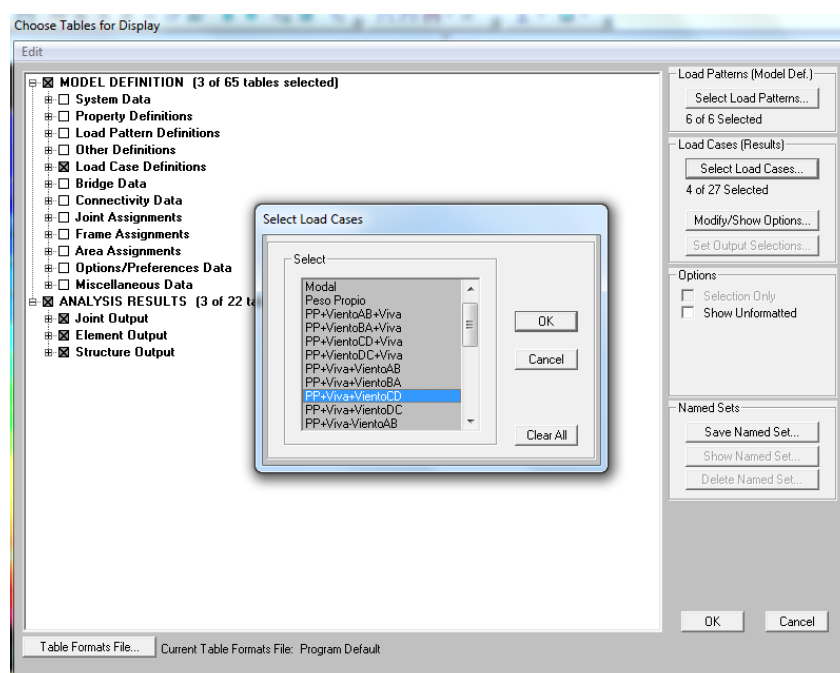 Choose Tables for Display
Edit
MODEL DEFINITION (3 of 65 tables selected)
System Data
Property Definitions
Load Pattern Definitions
Other Definitions
Load Case Definitions
Bridge Data
Connectivity Data
Joint Assignments
Frame Assignments
Area Assignments
Options/Preferences Data
Miscellaneous Data
ANALYSIS RESULTS (3 of 22 ta
Joint Output
Element Output
Structure Output
Select Load Cases
Select
Modal
Peso Propio
PP+VientoAB+Viva
PP+VientoBA+Viva
PP+VientoCD+Viva
PP+VientoDC+Viva
PP+Viva+VientoAB
PP+Viva+VientoBA
PP+Viva+VientoCD
PP+Viva+VientoDC
PP+Viva-VientoAB
OK
Cancel
Clear All
Load Patterns (Model Def.)
Select Load Patterns...
6 of 6 Selected
Load Cases (Results)
Select Load Cases...
4 of 27 Selected
Modify/Show Options...
Set Output Selections...
Options
Selection Only
Show Unformatted
Named Sets
Save Named Set...
Show Named Set...
Delete Named Set...
OK
Cancel
Table Formats File...
Current Table Formats File: Program Default